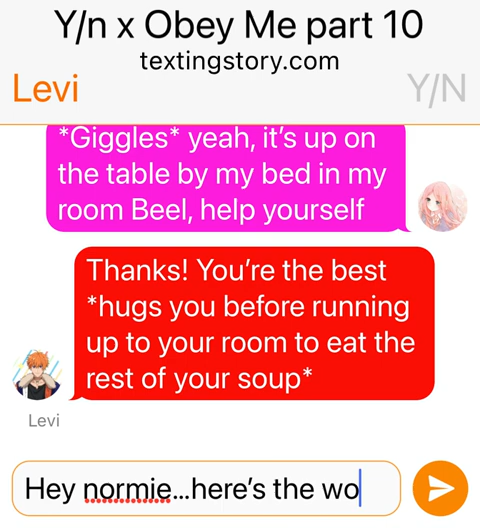 Y/n x Obey Me part 10
textingstory.com
Levi
Y/N
*Giggles* yeah, it's up on
the table by my bed in my
room Beel, help yourself
Thanks! You're the best
*hugs you before running
up to your room to eat the
rest of your soup*
Levi
Hey normie...here's the wo